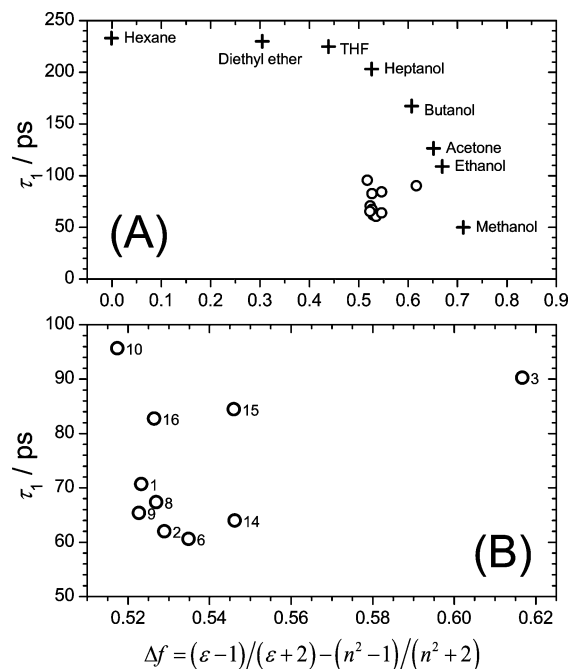 300
Hexane
250
Diethyl ether
THF
Heptanol
200
Butanol
150
Acetone
Ethanol
100
τ₁ / ps
50
(A)
Methanol
0
0.0 0.1 0.2 0.3 0.4 0.5 0.6 0.7 0.8 0.9
100
10
90
3
16
15
80
τ₁ / ps
70
1
8
9
14
2
6
60
(B)
50
0.52 0.54 0.56 0.58 0.60 0.62
Δf = (ε −1)/(ε +2)−(n² −1)/(n² +2)